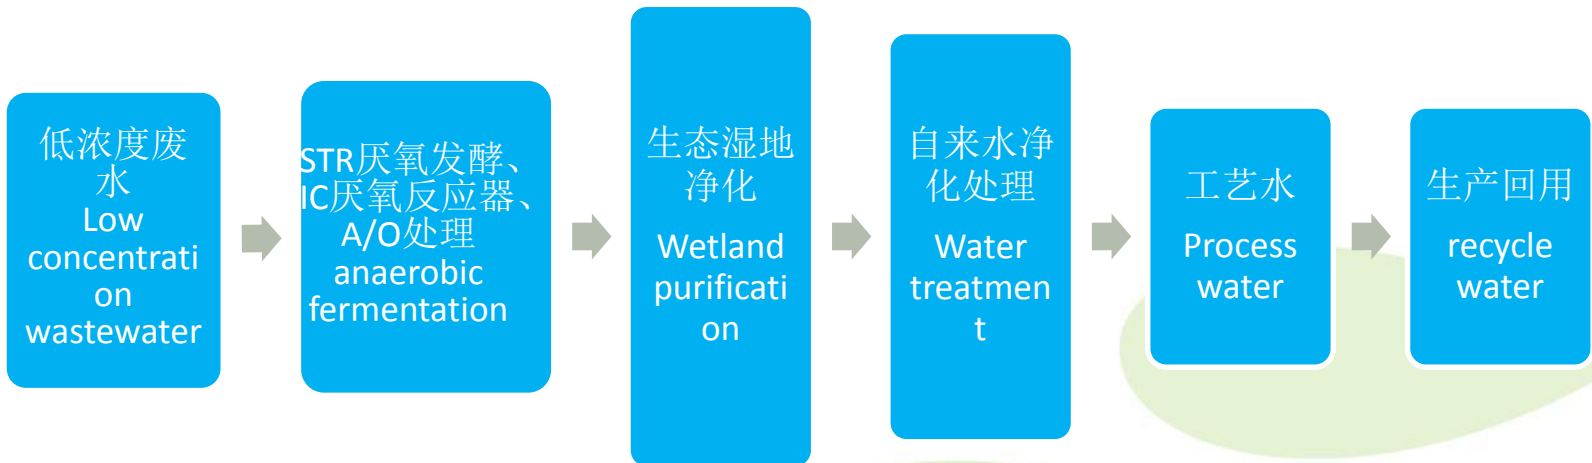 低浓度废
水
Low
concentrati
on
wastewater
STR厌氧发酵、
IC厌氧反应器、
A/O处理
anaerobic
fermentation
生态湿地
净化
Wetland
purificati
on
自来水净
化处理
Water
treatmen
t
工艺水
Process
water
生产回用
recycle
water